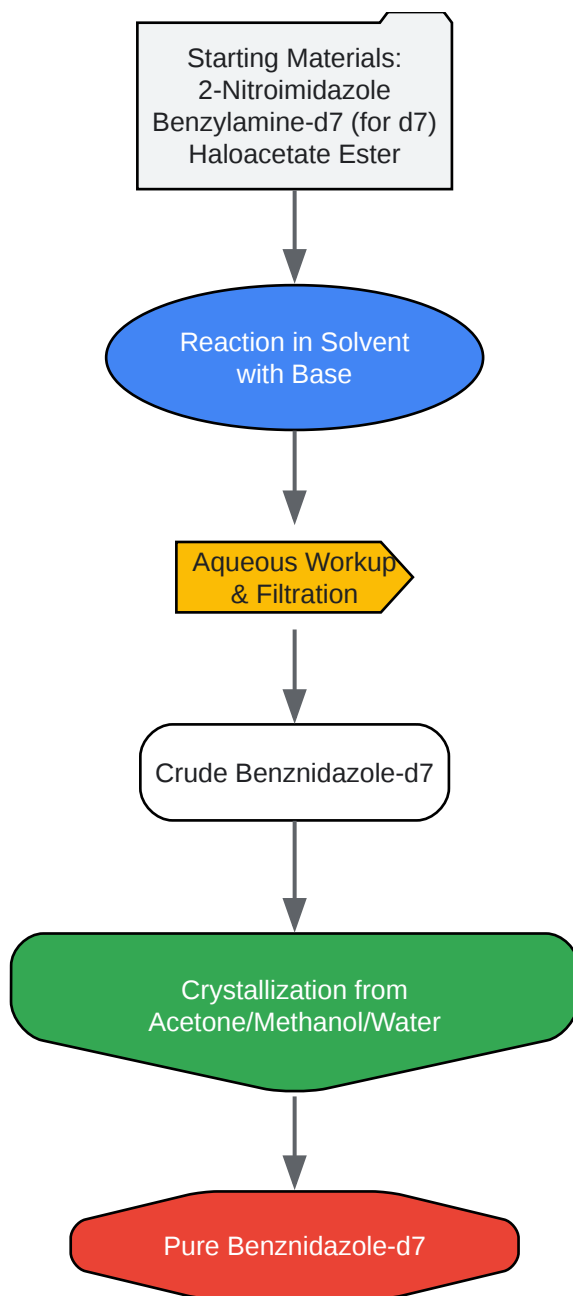 Starting Materials:
2-Nitroimidazole
Benzylamine-d7 (for d7)
Haloacetate Ester
Reaction in Solvent
with Base
Aqueous Workup
& Filtration
Crude Benznidazole-d7
Crystallization from
Acetone/Methanol/Water
Pure Benznidazole-d7